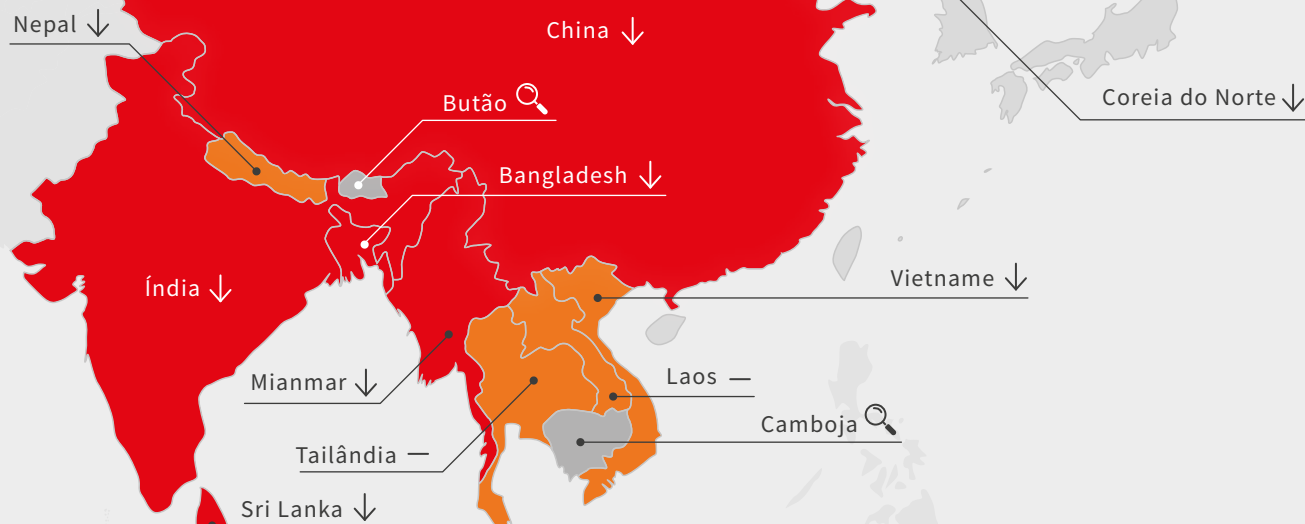 Nepal
China
Butão
Coreia do Norte
Bangladesh
Índia
Vietname
Mianmar
Laos
Camboja
Tailândia
Sri Lanka